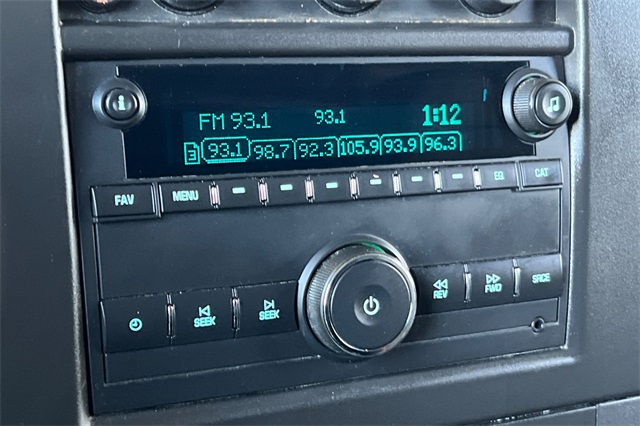 FM 93.1 93.1 1:12
3 93.1 98.7 92.3 105.9 93.9 96.3
FAV MENU EQ CAT
SEEK SEEK REV FWD SRCE